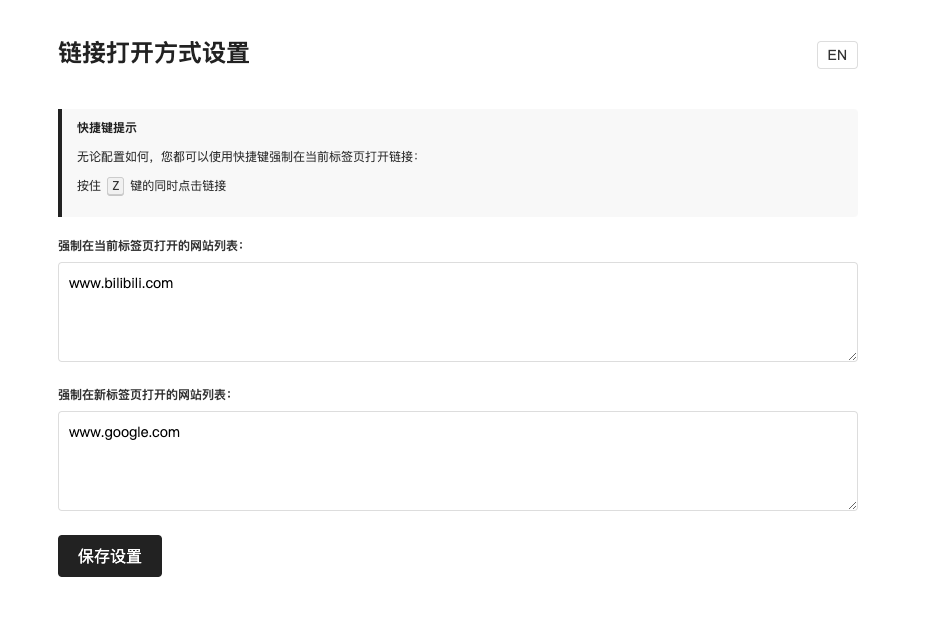 链接打开方式设置
EN
快捷键提示
无论配置如何，您都可以使用快捷键强制在当前标签页打开链接：
按住 Z 键的同时点击链接
强制在当前标签页打开的网站列表：
www.bilibili.com
强制在新标签页打开的网站列表：
www.google.com
保存设置